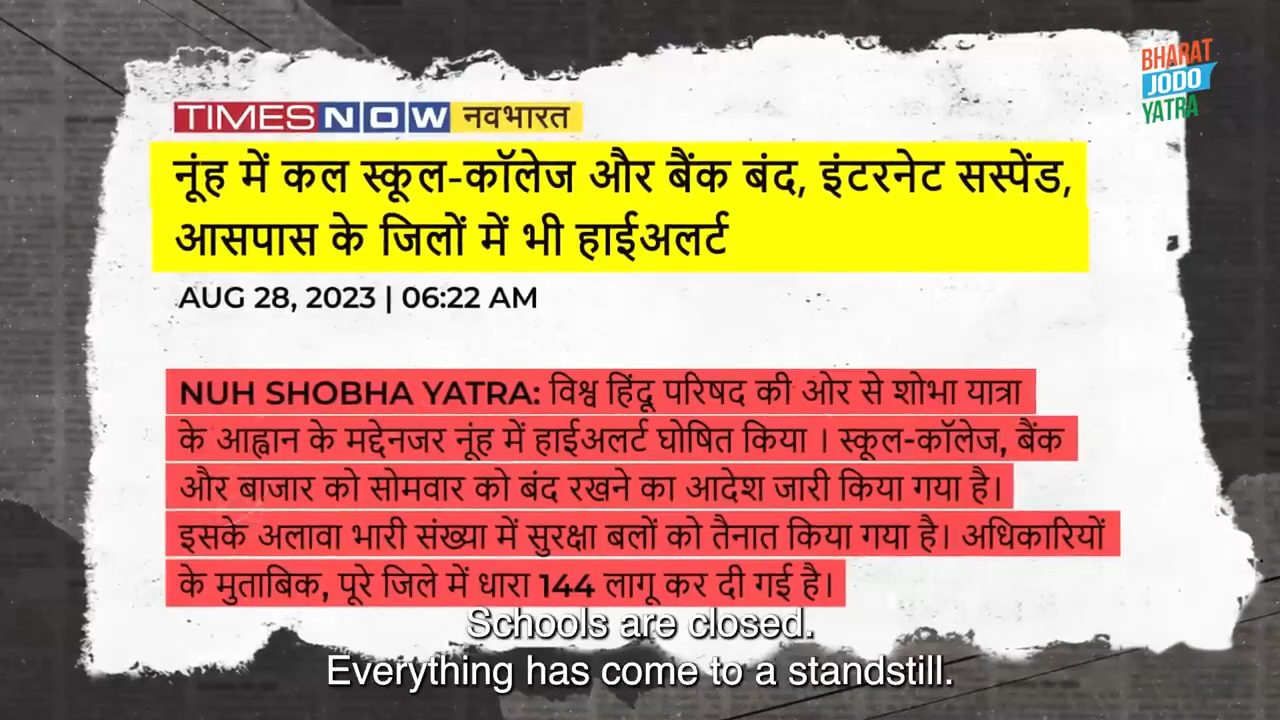 BHARAT
JODO
YATRA
TIMES NOW नवभारत
नूंह में कल स्कूल-कॉलेज और बैंक बंद, इंटरनेट सस्पेंड,
आसपास के जिलों में भी हाईअलर्ट
AUG 28, 2023 | 06:22 AM
NUH SHOBHA YATRA: विश्व हिंदू परिषद की ओर से शोभा यात्रा
के आह्वान के मद्देनजर नूंह में हाईअलर्ट घोषित किया । स्कूल-कॉलेज, बैंक
और बाजार को सोमवार को बंद रखने का आदेश जारी किया गया है।
इसके अलावा भारी संख्या में सुरक्षा बलों को तैनात किया गया है। अधिकारियों
के मुताबिक, पूरे जिले में धारा 144 लागू कर दी गई है।
Schools are closed.
Everything has come to a standstill.